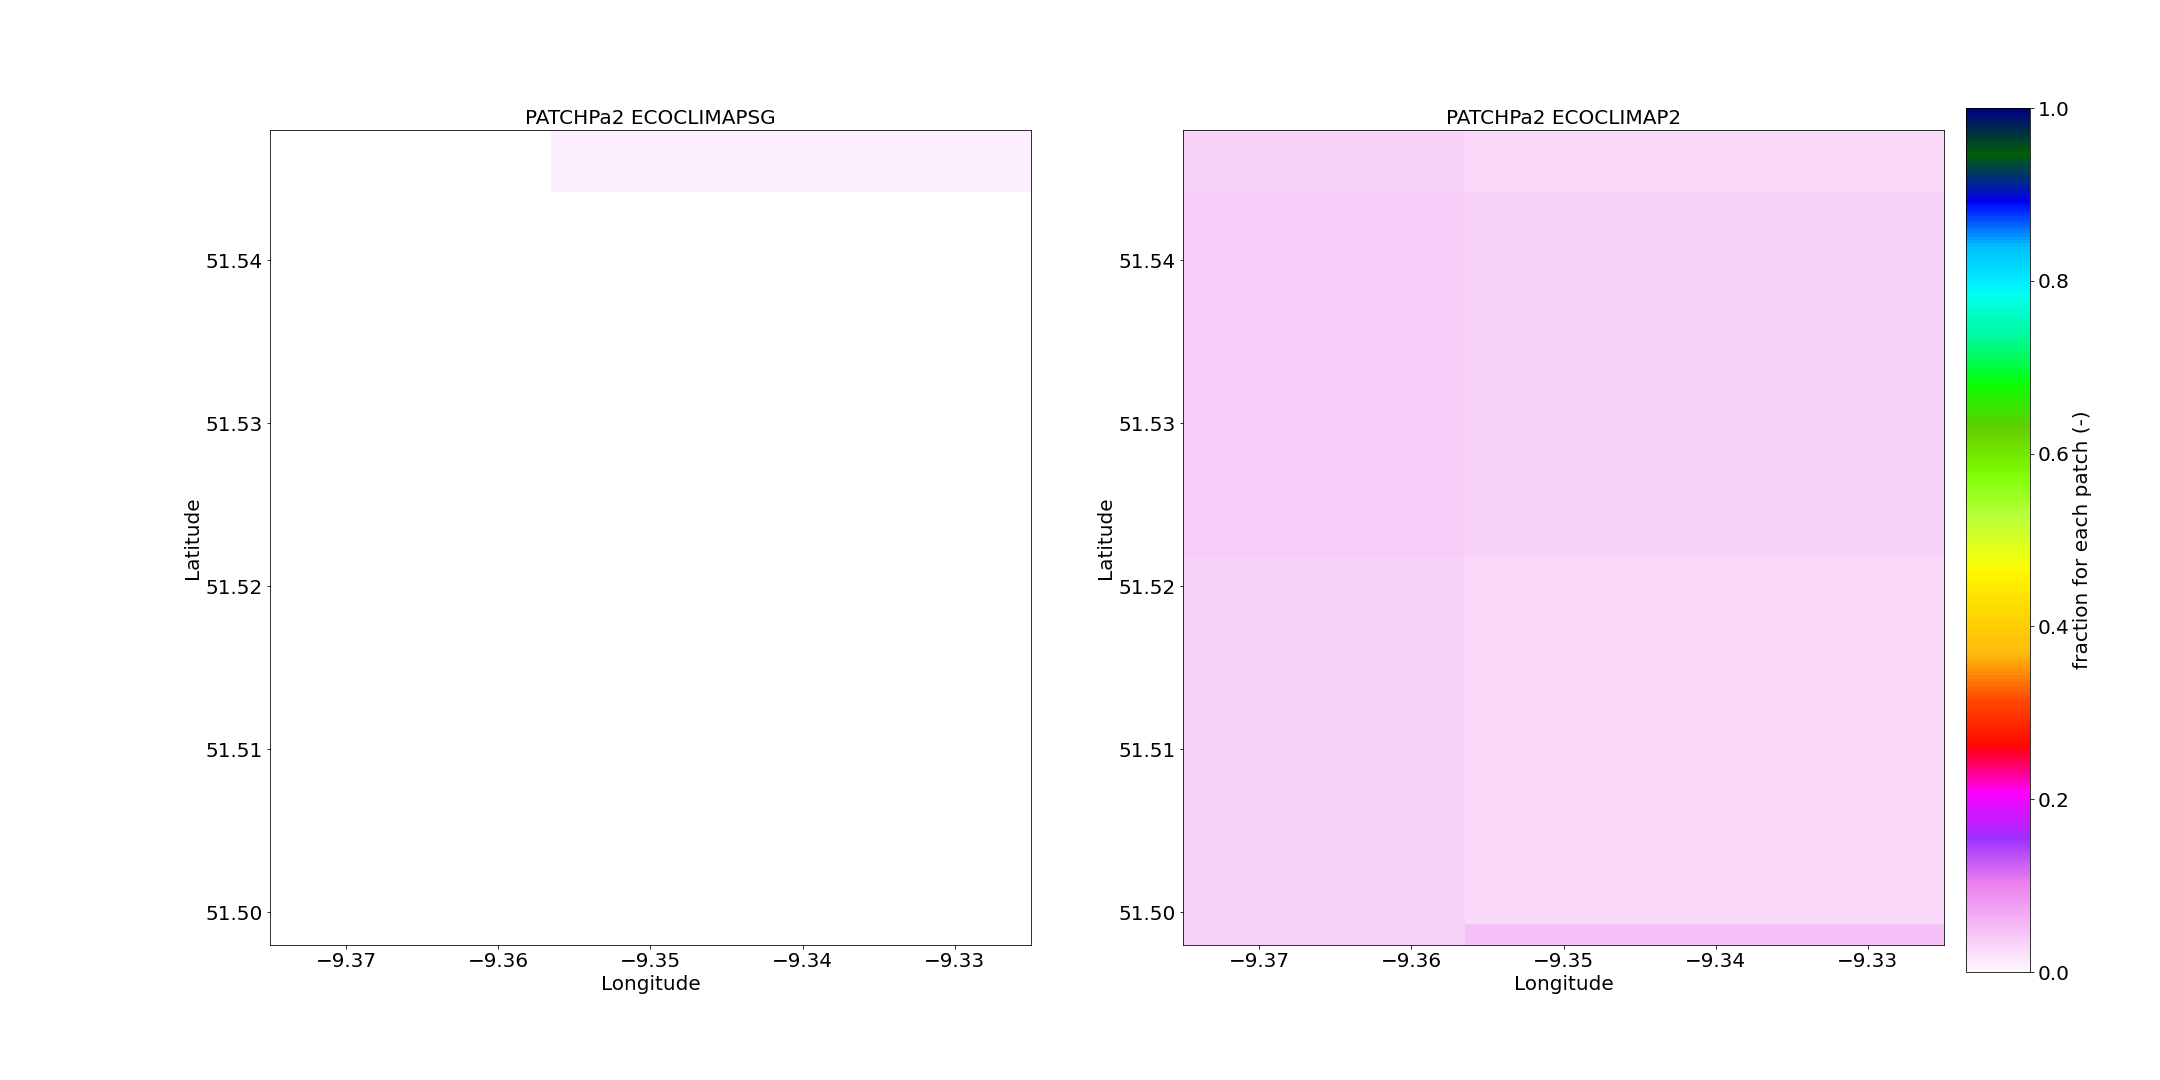 PATCHPa2 ECOCLIMAPSG
51.54
51.53
51.52
51.51
51.50
Latitude
−9.37 −9.36 −9.35 −9.34 −9.33
Longitude
PATCHPa2 ECOCLIMAP2
51.54
51.53
51.52
51.51
51.50
Latitude
−9.37 −9.36 −9.35 −9.34 −9.33
Longitude
1.0
0.8
0.6
0.4
0.2
0.0
fraction for each patch (-)